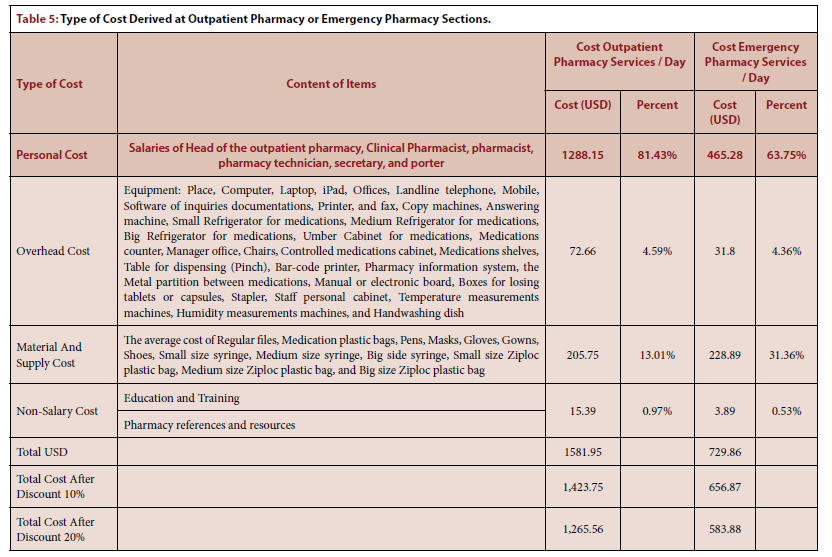 Table 5: Type of Cost Derived at Outpatient Pharmacy or Emergency Pharmacy Sections.
Type of Cost
Content of Items
Cost Outpatient
Pharmacy Services / Day
Cost Emergency
Pharmacy Services
/ Day
Cost (USD)
Percent
Cost
(USD)
Percent
Personal Cost
Salaries of Head of the outpatient pharmacy, Clinical Pharmacist, pharmacist,
pharmacy technician, secretary, and porter
1288.15
81.43%
465.28
63.75%
Overhead Cost
Equipment: Place, Computer, Laptop, iPad, Offices, Landline telephone, Mobile,
Software of inquiries documentations, Printer, and fax, Copy machines, Answering
machine, Small Refrigerator for medications, Medium Refrigerator for medications,
Big Refrigerator for medications, Umber Cabinet for medications, Medications
counter, Manager office, Chairs, Controlled medications cabinet, Medications shelves,
Table for dispensing (Pinch), Bar-code printer, Pharmacy information system, the
Metal partition between medications, Manual or electronic board, Boxes for losing
tablets or capsules, Stapler, Staff personal cabinet, Temperature measurements
machines, Humidity measurements machines, and Handwashing dish
72.66
4.59%
31.8
4.36%
Material And
Supply Cost
The average cost of Regular files, Medication plastic bags, Pens, Masks, Gloves, Gowns,
Shoes, Small size syringe, Medium size syringe, Big side syringe, Small size Ziploc
plastic bag, Medium size Ziploc plastic bag, and Big size Ziploc plastic bag
205.75
13.01%
228.89
31.36%
Non-Salary Cost
Education and Training
Pharmacy references and resources
15.39
0.97%
3.89
0.53%
Total USD
1581.95
729.86
Total Cost After
Discount 10%
1,423.75
656.87
Total Cost After
Discount 20%
1,265.56
583.88